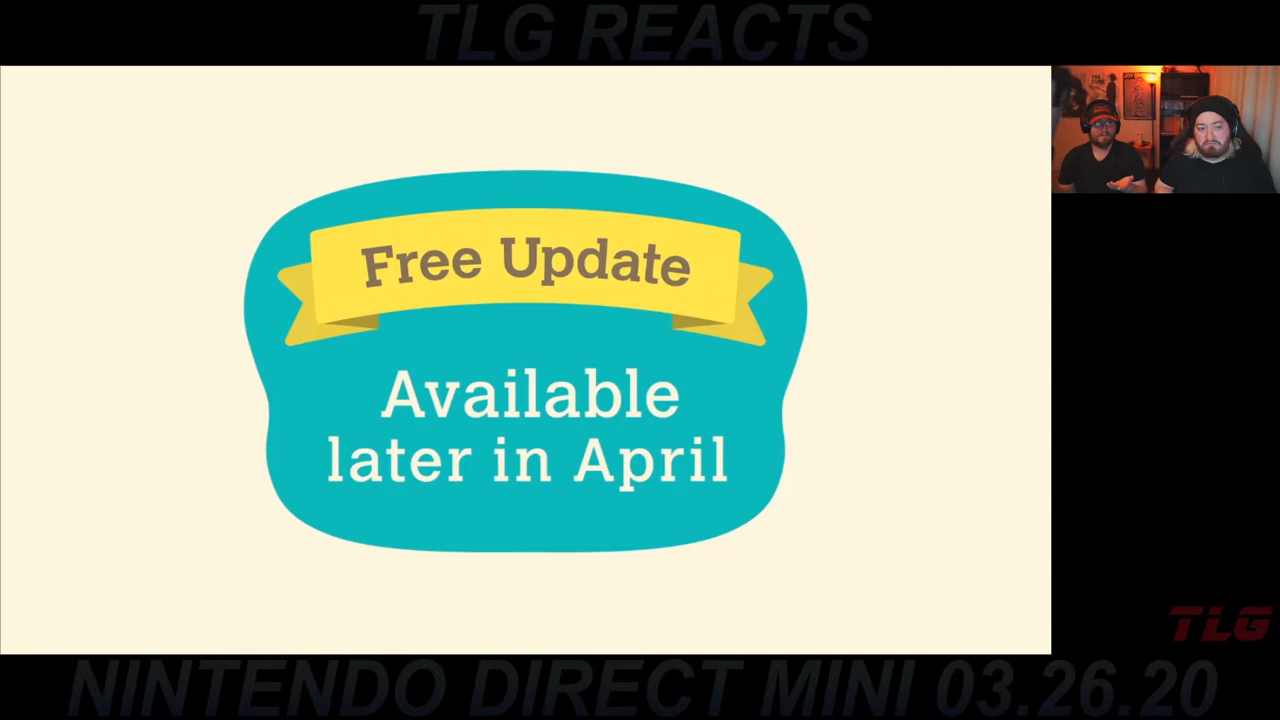 TLG REACTS
Free Update
Available
later in April
TLG
NINTENDO DIRECT MINI 03.26.20